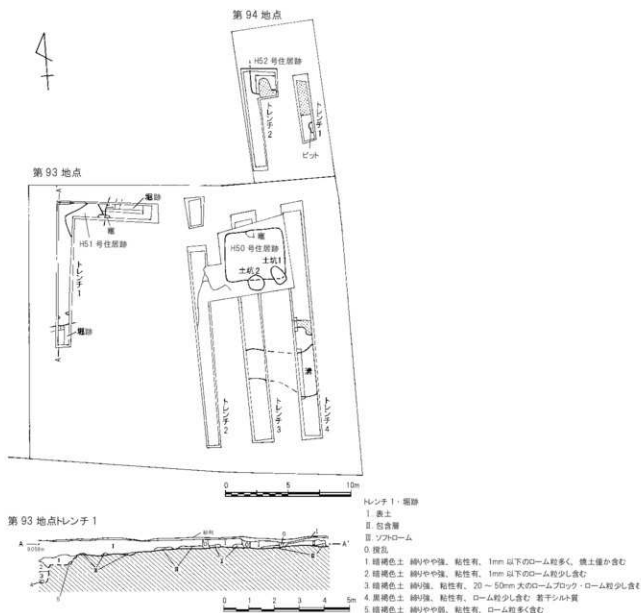 第94地点
H52号住居跡
トレンチ2
トレンチ1
ピット
第93地点
堀跡
竈
H51号住居跡
トレンチ1
堀跡
竈
H50号住居跡
土坑1
土坑2
溝
トレンチ2
トレンチ3
トレンチ4
0 10m
第93地点トレンチ1
A A'
0 5m
トレンチ1・堀跡
Ⅰ. 表土
Ⅱ. 包含層
Ⅲ. ソフトローム
0. 攪乱
1. 暗褐色土 締りやや強、粘性有、1mm以下のローム粒多く、焼土僅か含む
2. 暗褐色土 締りやや強、粘性有、1mm以下のローム粒少し含む
3. 暗褐色土 締り強、粘性有、20～50mm大のロームブロック・ローム粒少し含む
4. 黒褐色土 締り強、粘性有、ローム粒少し含む 若干シルト質
5. 暗褐色土 締りやや弱、粘性有、ローム粒多く含む